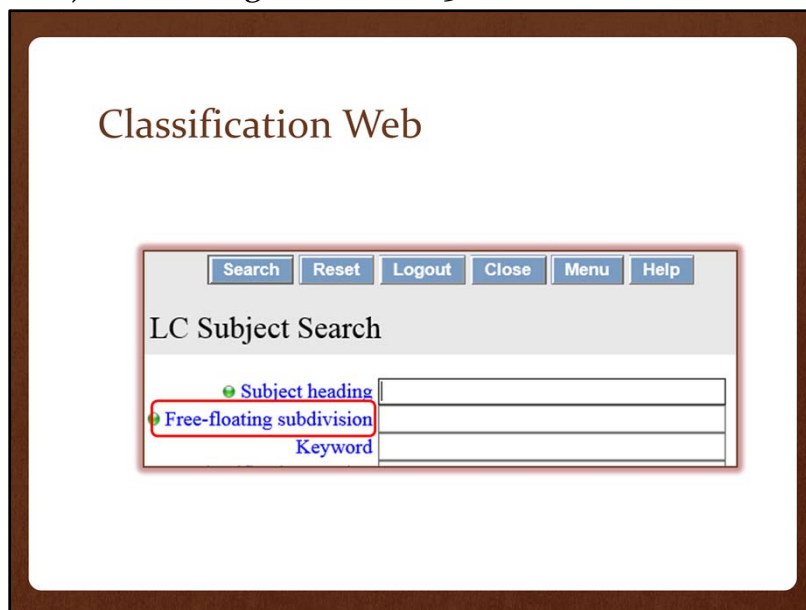 Classification Web
Search Reset Logout Close Menu Help
LC Subject Search
Subject heading
Free-floating subdivision
Keyword